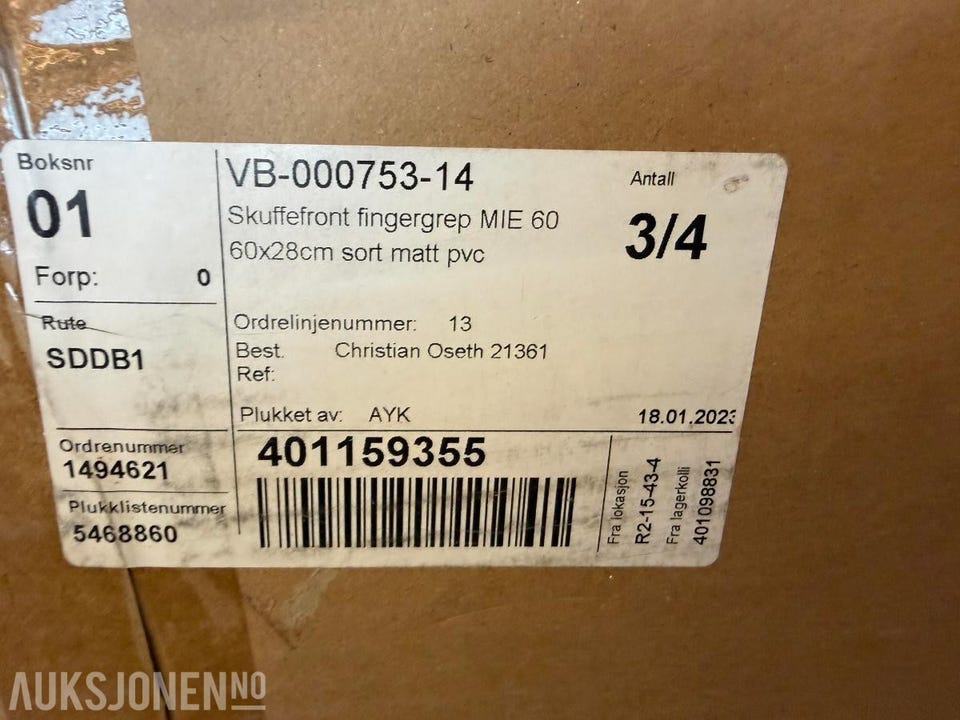 Boksnr
01
Forp: 0
Rute
SDDB1
Ordrenummer
1494621
Plukklistenummer
5468860
VB-000753-14
Skuffefront fingergrep MIE 60
60x28cm sort matt pvc
Antall
3/4
Ordrelinjenummer: 13
Best. Christian Oseth 21361
Ref:
Plukket av: AYK 18.01.2023
401159355
Fra lokasjon
R2-15-43-4
Fra lagerkolli
401098831
AUKSJONEN NO